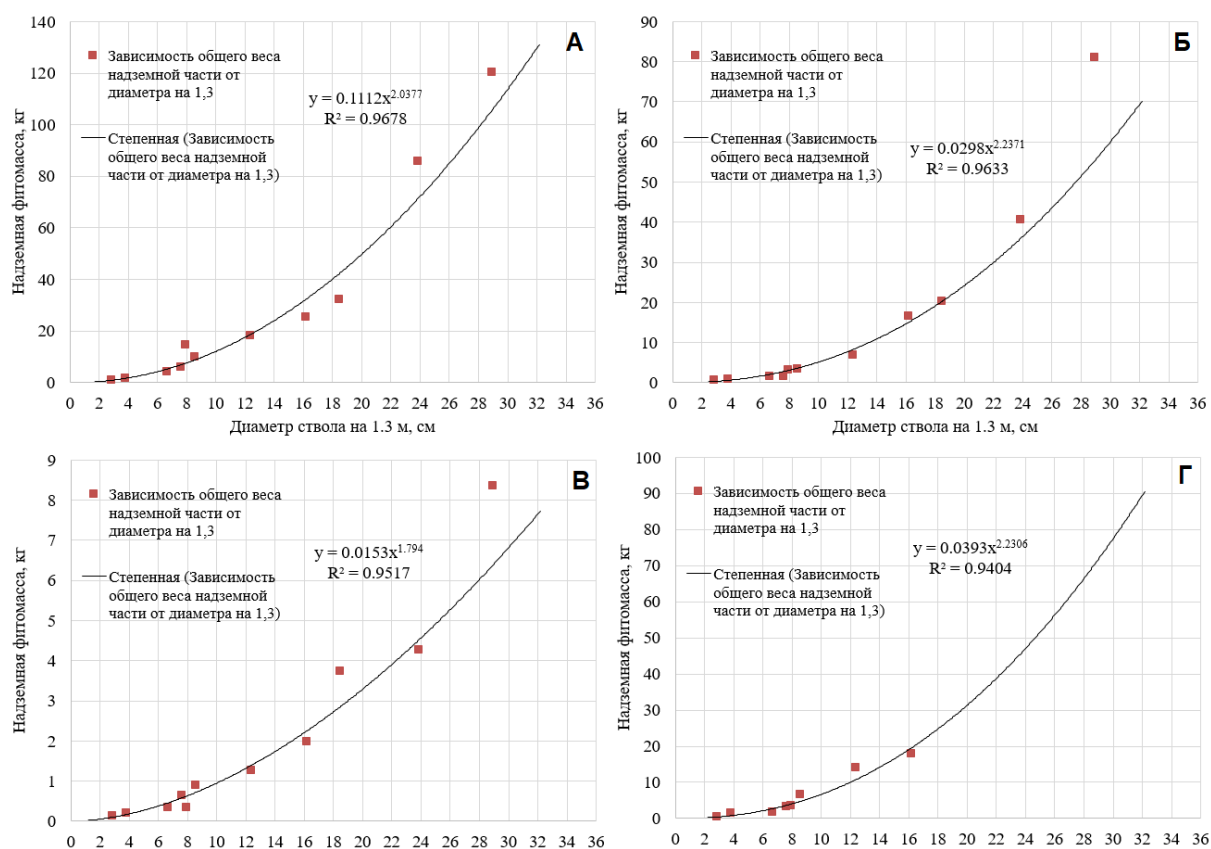 А
Надземная фитомасса, кг
140
120
100
80
60
40
20
0
Зависимость общего веса
надземной части от
диаметра на 1,3
Степенная (Зависимость
общего веса надземной
части от диаметра на 1,3)
y = 0.1112x^2.0377
R² = 0.9678
0 2 4 6 8 10 12 14 16 18 20 22 24 26 28 30 32 34 36
Диаметр ствола на 1.3 м, см
Б
Надземная фитомасса, кг
90
80
70
60
50
40
30
20
10
0
Зависимость общего веса
надземной части от
диаметра на 1,3
Степенная (Зависимость
общего веса надземной
части от диаметра на 1,3)
y = 0.0298x^2.2371
R² = 0.9633
0 2 4 6 8 10 12 14 16 18 20 22 24 26 28 30 32 34 36
Диаметр ствола на 1.3 м, см
В
Надземная фитомасса, кг
9
8
7
6
5
4
3
2
1
0
Зависимость общего веса
надземной части от
диаметра на 1,3
Степенная (Зависимость
общего веса надземной
части от диаметра на 1,3)
y = 0.0153x^1.794
R² = 0.9517
0 2 4 6 8 10 12 14 16 18 20 22 24 26 28 30 32 34 36
Г
Надземная фитомасса, кг
100
90
80
70
60
50
40
30
20
10
0
Зависимость общего веса
надземной части от
диаметра на 1,3
Степенная (Зависимость
общего веса надземной
части от диаметра на 1,3)
y = 0.0393x^2.2306
R² = 0.9404
0 2 4 6 8 10 12 14 16 18 20 22 24 26 28 30 32 34 36